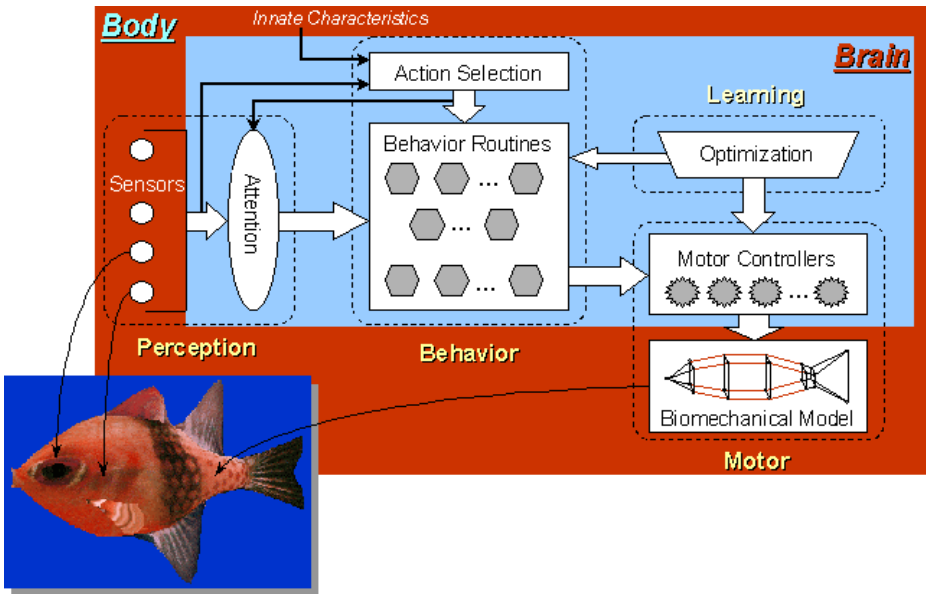 Body
Innate Characteristics
Brain
Action Selection
Learning
Behavior Routines
Optimization
Sensors
Attention
...
...
Motor Controllers
...
...
Perception
Behavior
Biomechanical Model
Motor